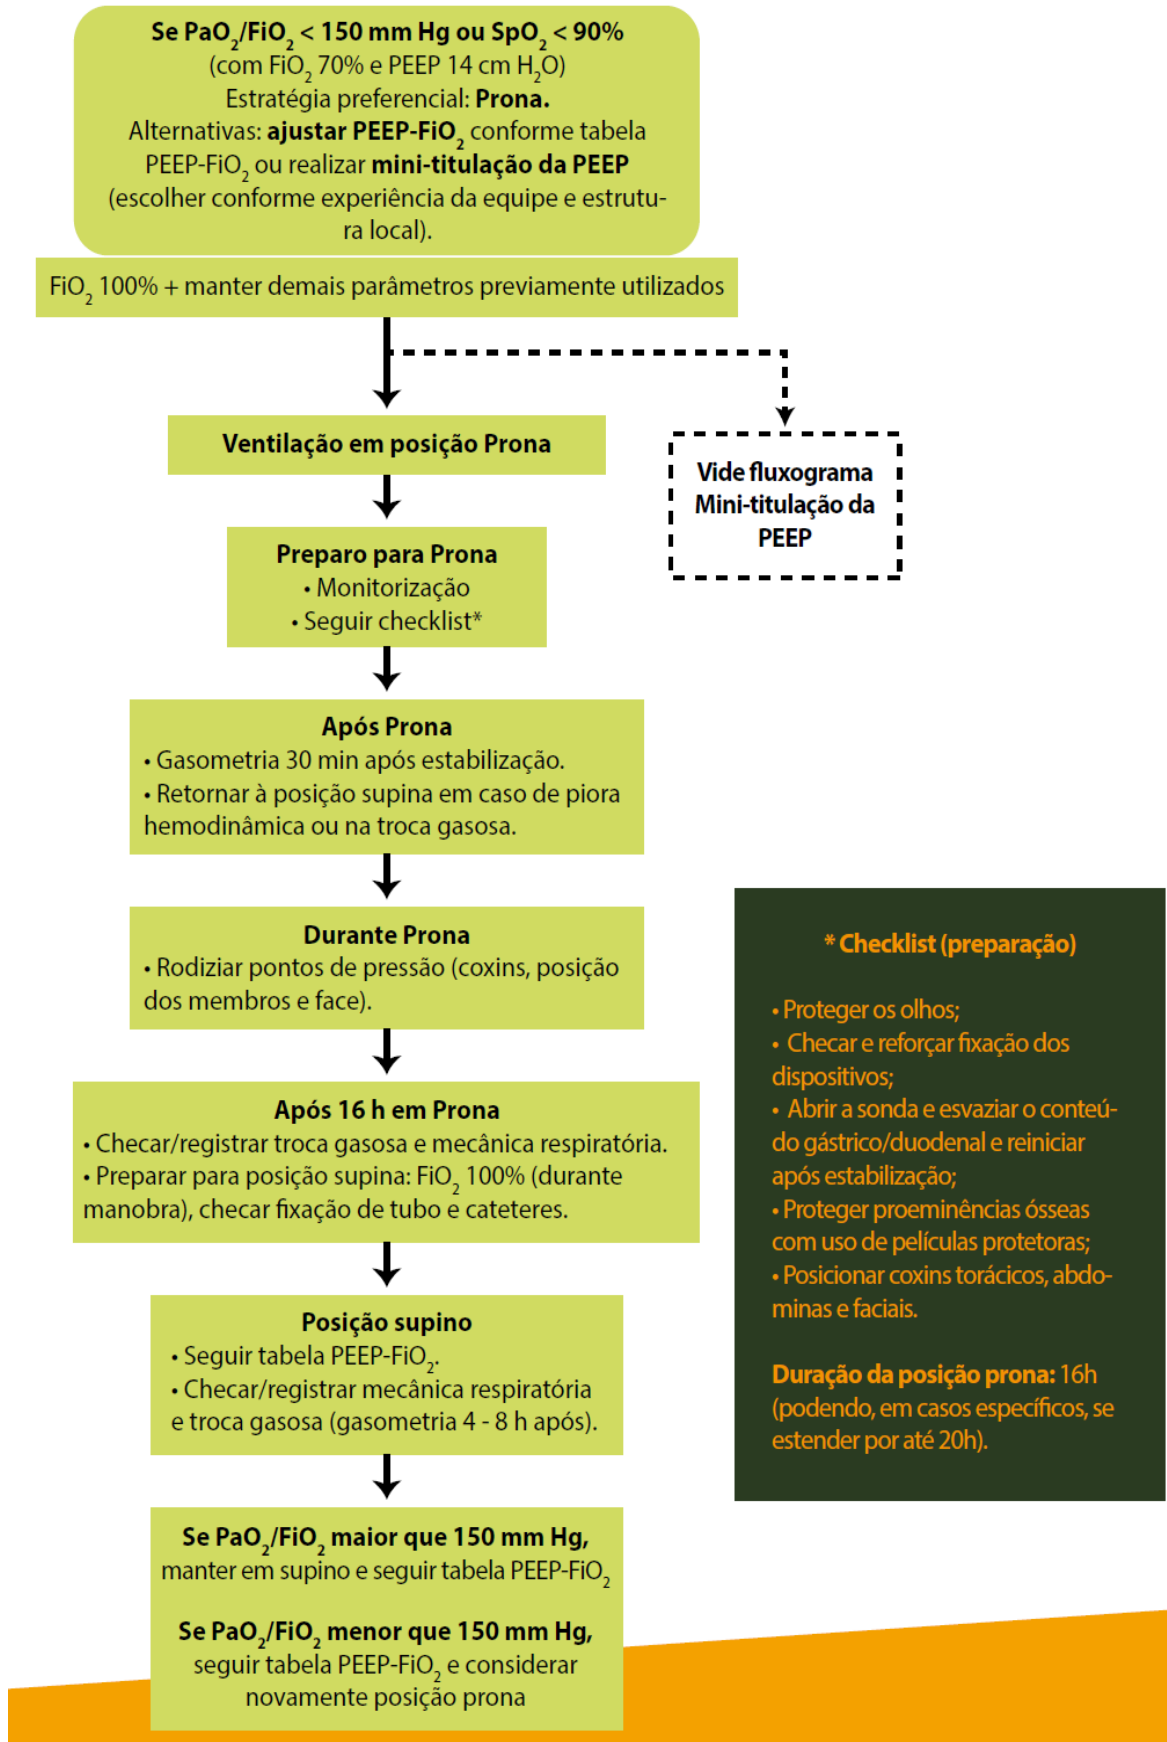 Se PaO2/FiO2 < 150 mm Hg ou SpO2 < 90%
(com FiO2 70% e PEEP 14 cm H2O)
Estratégia preferencial: Prona.
Alternativas: ajustar PEEP-FiO2 conforme tabela
PEEP-FiO2 ou realizar mini-titulação da PEEP
(escolher conforme experiência da equipe e estrutu-
ra local).
FiO2 100% + manter demais parâmetros previamente utilizados
Ventilação em posição Prona
Vide fluxograma
Mini-titulação da
PEEP
Preparo para Prona
• Monitorização
• Seguir checklist*
Após Prona
• Gasometria 30 min após estabilização.
• Retornar à posição supina em caso de piora
hemodinâmica ou na troca gasosa.
Durante Prona
• Rodiziar pontos de pressão (coxins, posição
dos membros e face).
Após 16 h em Prona
• Checar/registrar troca gasosa e mecânica respiratória.
• Preparar para posição supina: FiO2 100% (durante
manobra), checar fixação de tubo e cateteres.
Posição supino
• Seguir tabela PEEP-FiO2.
• Checar/registrar mecânica respiratória
e troca gasosa (gasometria 4 - 8 h após).
Se PaO2/FiO2 maior que 150 mm Hg,
manter em supino e seguir tabela PEEP-FiO2
Se PaO2/FiO2 menor que 150 mm Hg,
seguir tabela PEEP-FiO2 e considerar
novamente posição prona
* Checklist (preparação)
• Proteger os olhos;
• Checar e reforçar fixação dos
dispositivos;
• Abrir a sonda e esvaziar o conteú-
do gástrico/duodenal e reiniciar
após estabilização;
• Proteger proeminências ósseas
com uso de películas protetoras;
• Posicionar coxins torácicos, abdo-
minas e faciais.
Duração da posição prona: 16h
(podendo, em casos específicos, se
estender por até 20h).